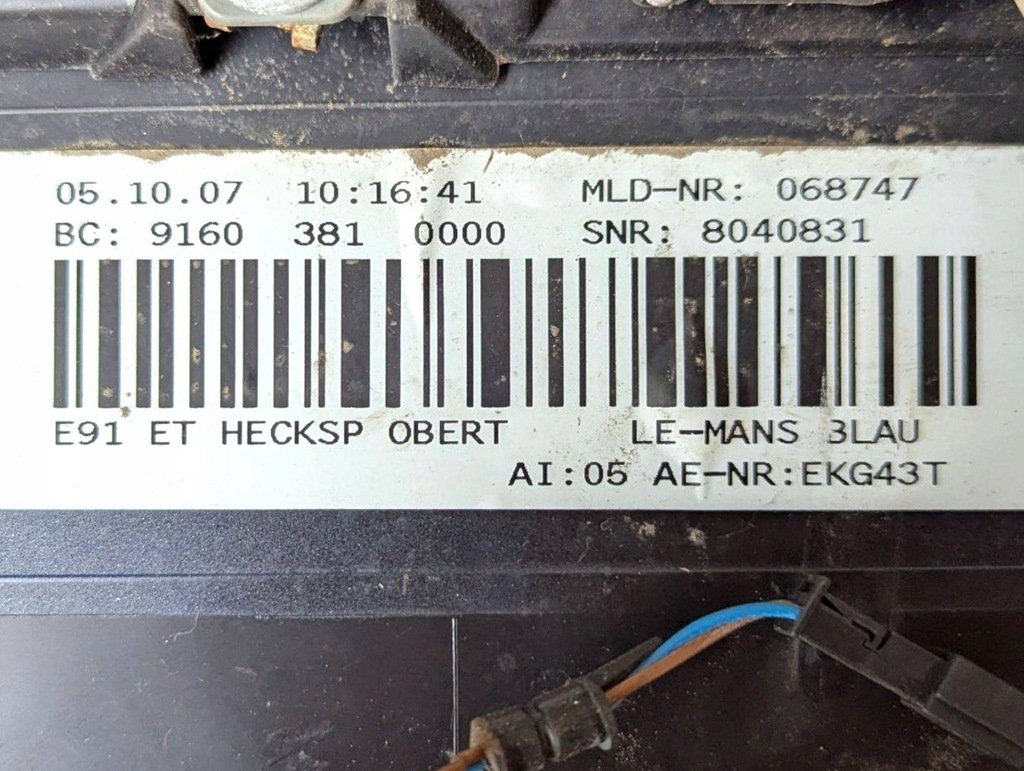 05.10.07 10:16:41 MLD-NR: 068747
BC: 9160 381 0000 SNR: 8040831
E91 ET HECKSP OBERT LE-MANS BLAU
AI:05 AE-NR:EKG43T